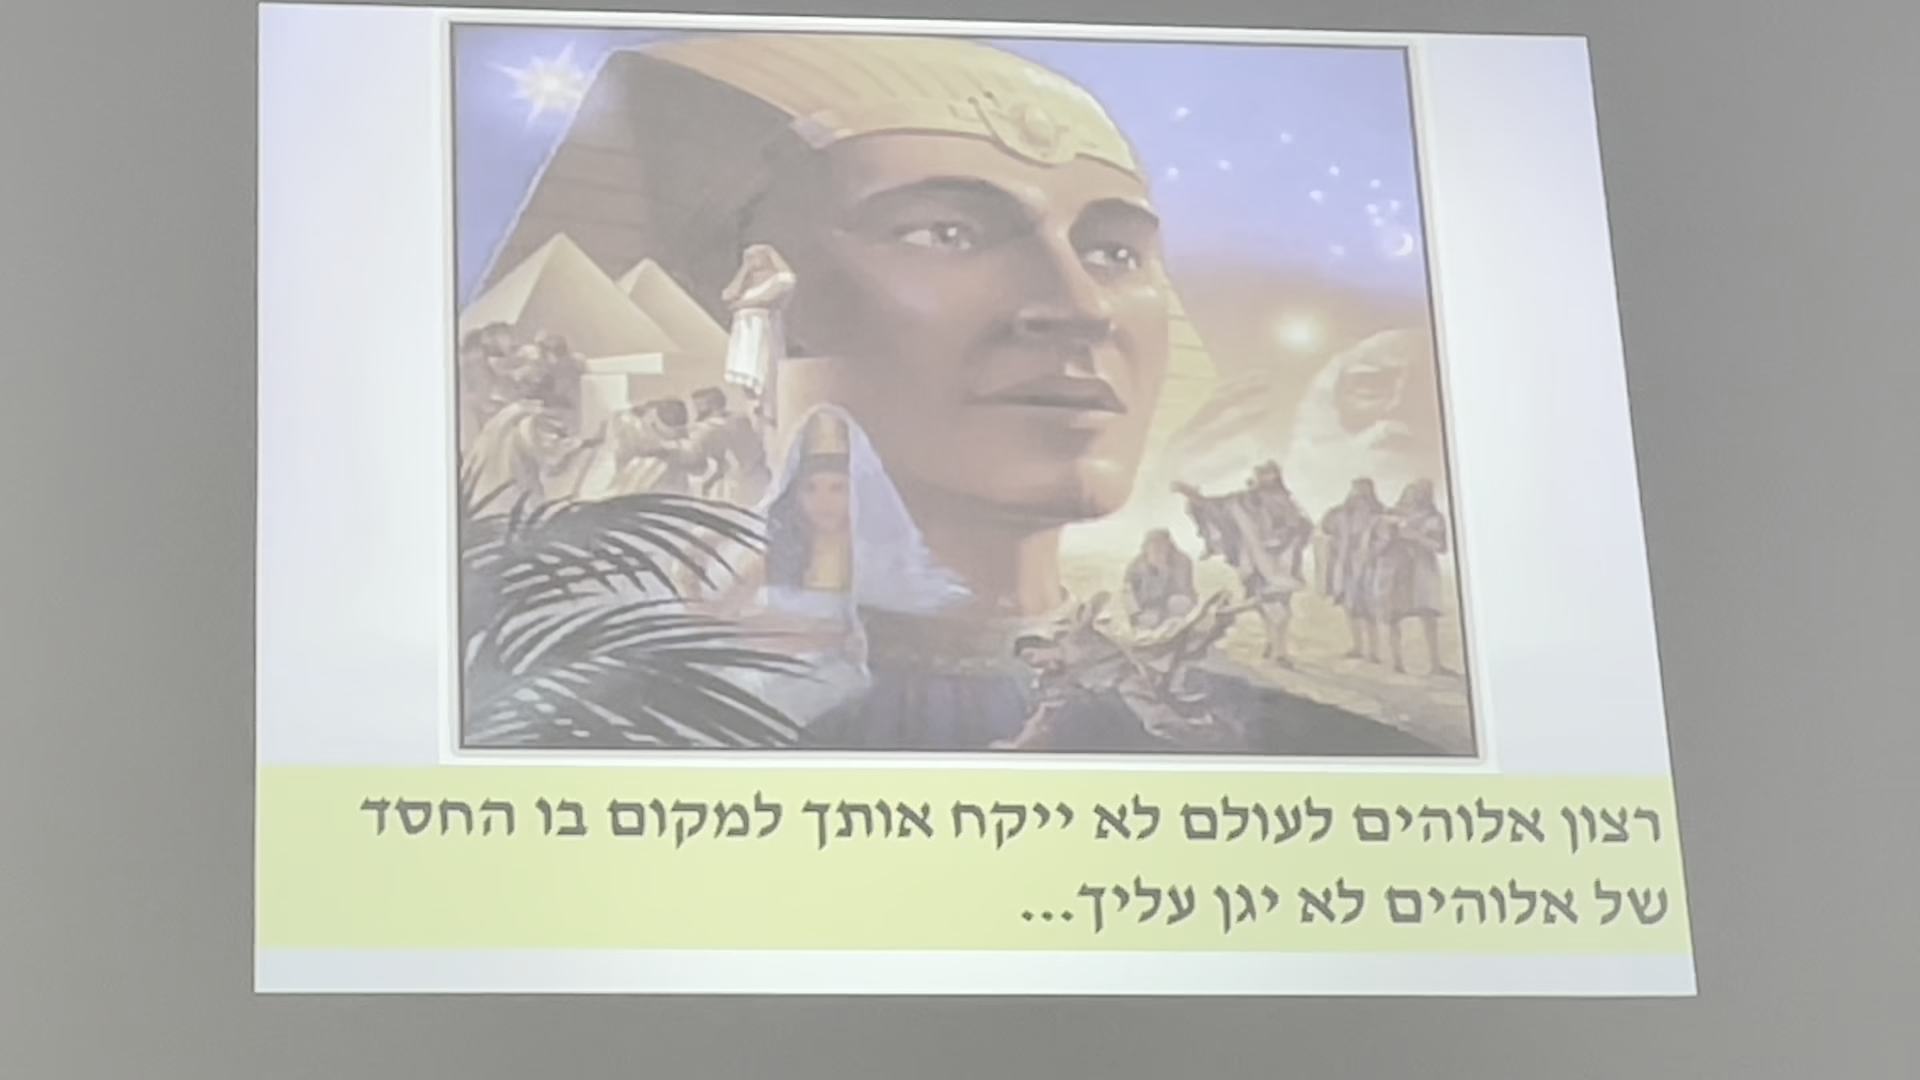 רצון אלוהים לעולם לא ייקח אותך למקום בו החסד
של אלוהים לא יגן עליך...